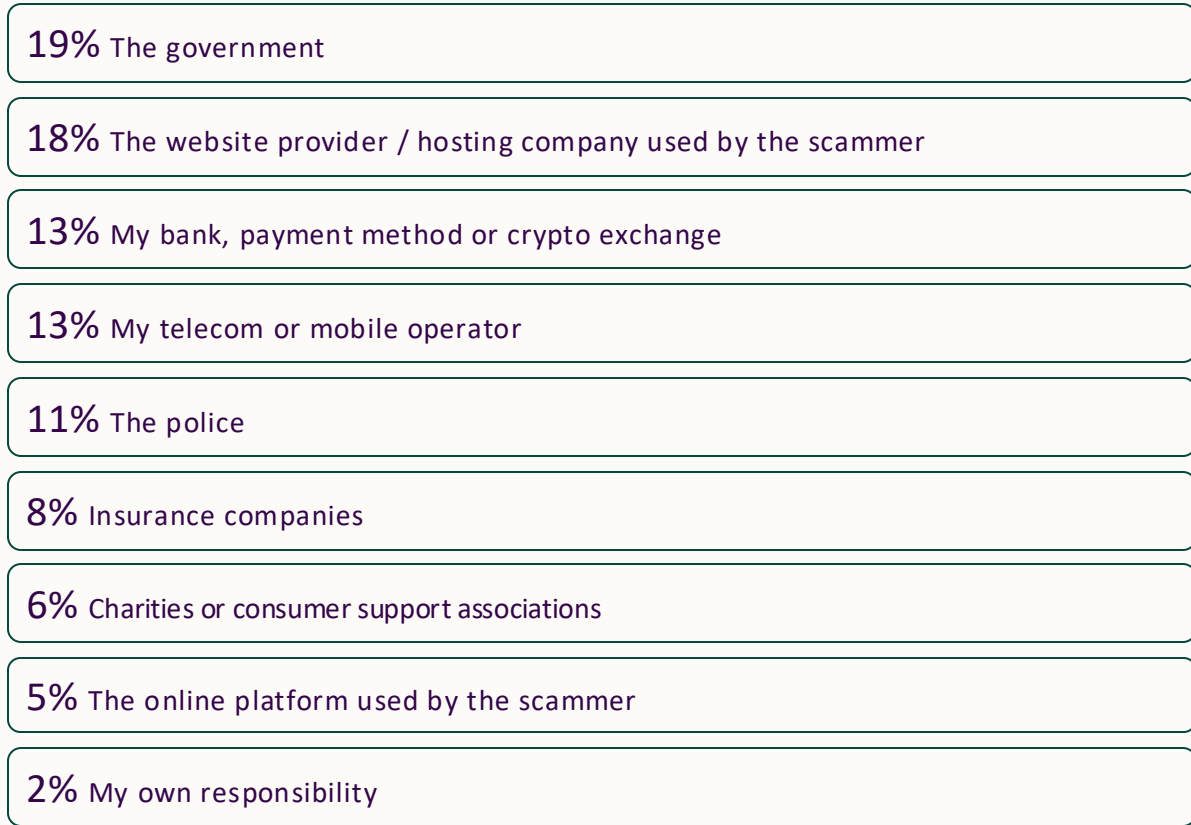 19% The government
18% The website provider / hosting company used by the scammer
13% My bank, payment method or crypto exchange
13% My telecom or mobile operator
11% The police
8% Insurance companies
6% Charities or consumer support associations
5% The online platform used by the scammer
2% My own responsibility